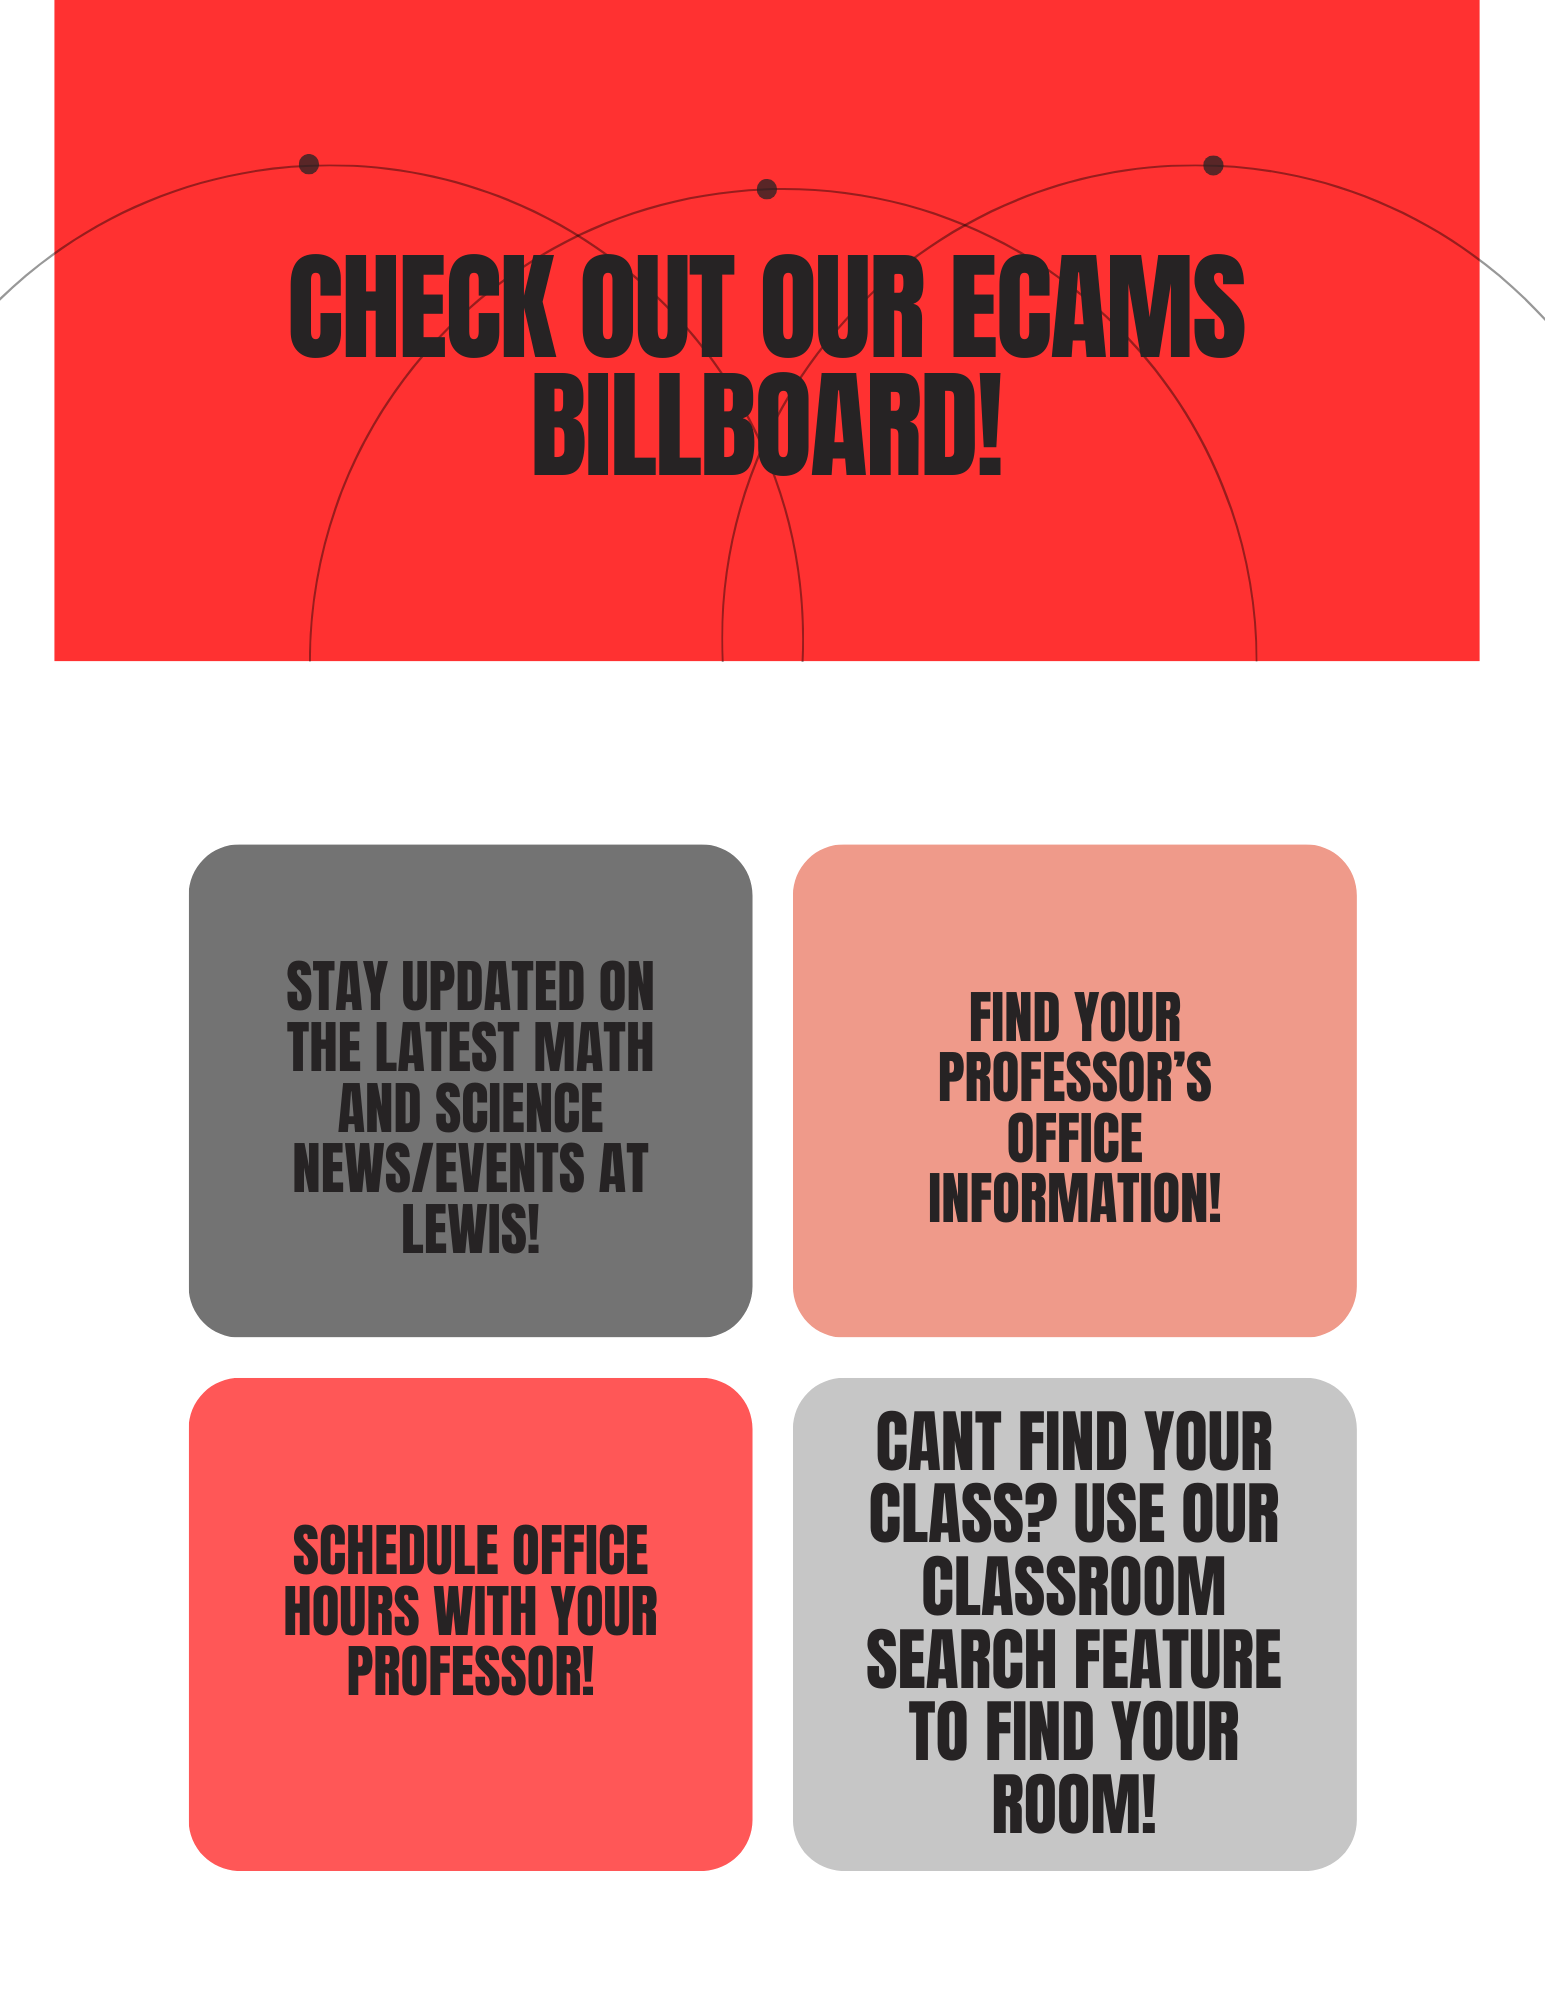 CHECK OUT OUR ECAMS
BILLBOARD!
STAY UPDATED ON
THE LATEST MATH
AND SCIENCE
NEWS/EVENTS AT
LEWIS!
FIND YOUR
PROFESSOR’S
OFFICE
INFORMATION!
SCHEDULE OFFICE
HOURS WITH YOUR
PROFESSOR!
CANT FIND YOUR
CLASS? USE OUR
CLASSROOM
SEARCH FEATURE
TO FIND YOUR
ROOM!